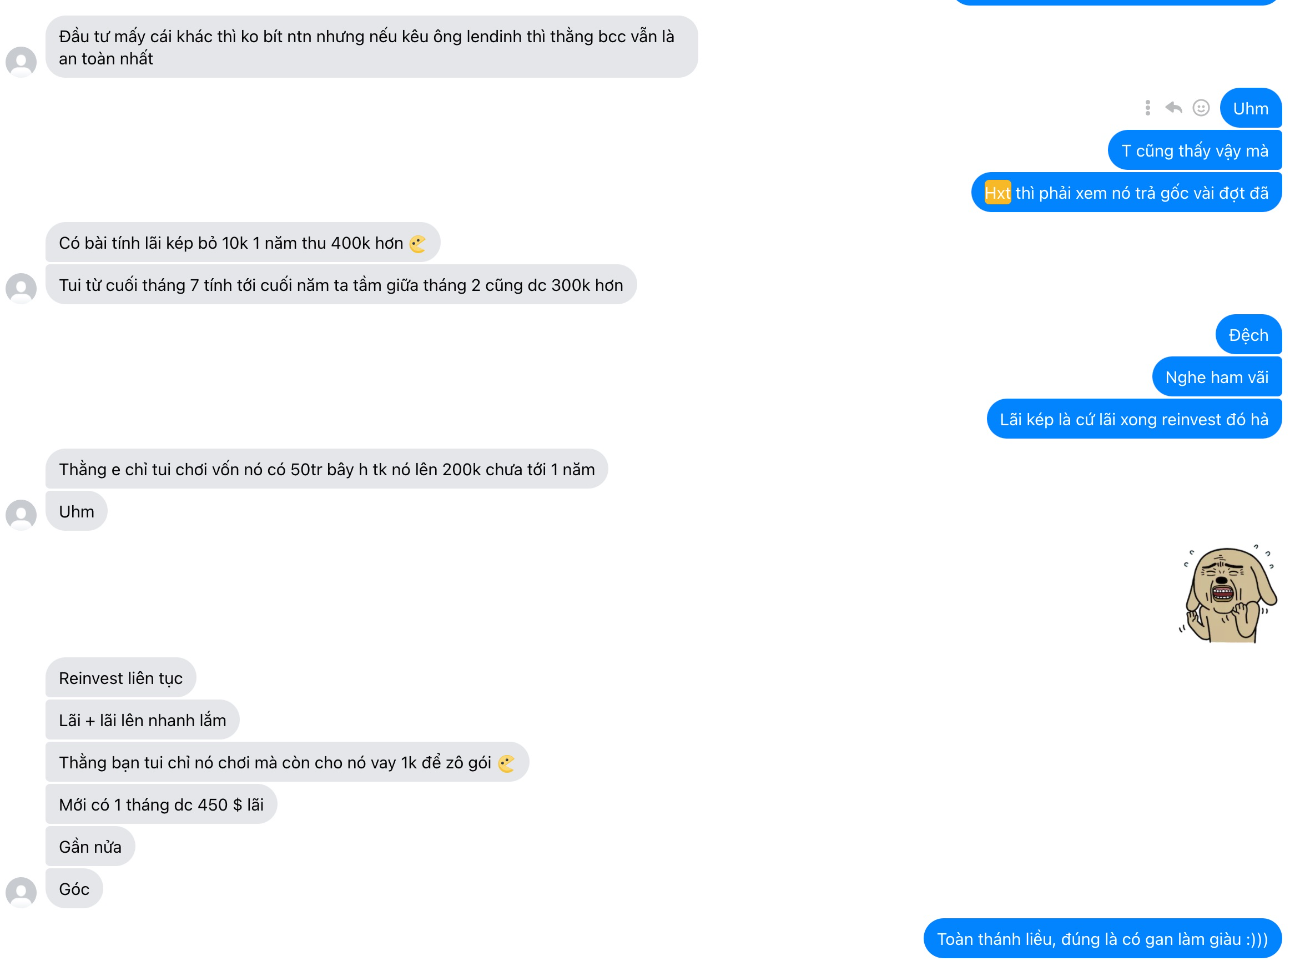 Đầu tư mấy cái khác thì ko bít ntn nhưng nếu kêu ông lendinh thì thằng bcc vẫn là
an toàn nhất
Uhm
T cũng thấy vậy mà
Hxt thì phải xem nó trả gốc vài đợt đã
Có bài tính lãi kép bỏ 10k 1 năm thu 400k hơn
Tui từ cuối tháng 7 tính tới cuối năm ta tầm giữa tháng 2 cũng dc 300k hơn
Đệch
Nghe ham vãi
Lãi kép là cứ lãi xong reinvest đó hả
Thằng e chỉ tui chơi vốn nó có 50tr bây h tk nó lên 200k chưa tới 1 năm
Uhm
Reinvest liên tục
Lãi + lãi lên nhanh lắm
Thằng bạn tui chỉ nó chơi mà còn cho nó vay 1k để zô gói
Mới có 1 tháng dc 450 $ lãi
Gần nửa
Góc
Toàn thánh liều, đúng là có gan làm giàu :)))